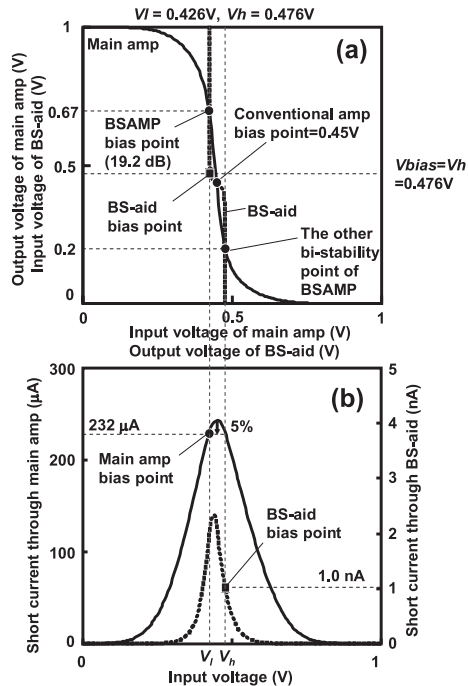 Vl = 0.426V, Vh = 0.476V
(a)
Main amp
Output voltage of main amp (V)
Input voltage of BS-aid (V)
1
0.67
0.5
0.2
0
BSAMP
bias point
(19.2 dB)
Conventional amp
bias point=0.45V
BS-aid
bias point
BS-aid
Vbias=Vh
=0.476V
The other
bi-stability
point of
BSAMP
0.5
1
Input voltage of main amp (V)
Output voltage of BS-aid (V)
(b)
Short current through main amp (µA)
300
200
100
0
232 µA
5%
Main amp
bias point
BS-aid
bias point
1.0 nA
5
4
3
2
1
0
Short current through BS-aid (nA)
0
Vl Vh
1
Input voltage (V)